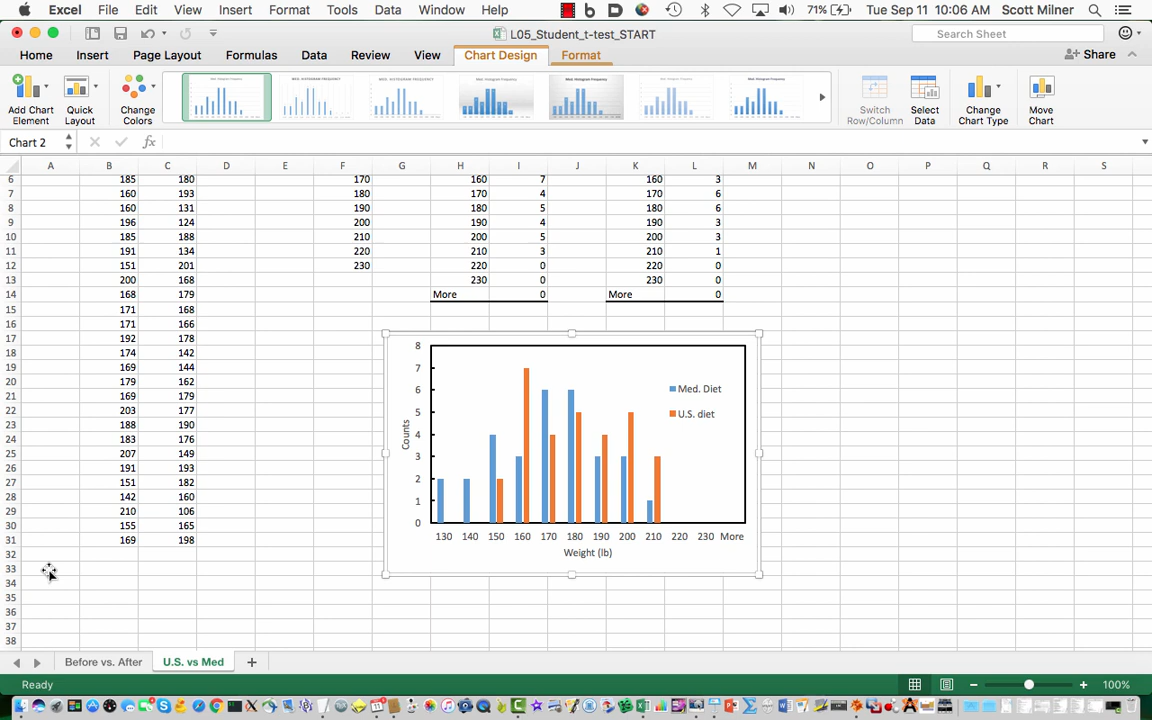 Excel File Edit View Insert Format Tools Data Window Help 71% Tue Sep 11 10:06 AM Scott Milner
L05_Student_t-test_START Search Sheet
Home Insert Page Layout Formulas Data Review View Chart Design Format Share
Add Chart Element Quick Layout Change Colors Switch Row/Column Select Data Change Chart Type Move Chart
Chart 2 fx
A B C D E F G H I J K L M N O P Q R S
6 185 180 170 160 7 160 3
7 160 193 180 170 4 170 6
8 160 131 190 180 5 180 6
9 196 124 200 190 4 190 3
10 185 188 210 200 5 200 3
11 191 134 220 210 3 210 1
12 151 201 230 220 0 220 0
13 200 168 230 0 230 0
14 168 179 More 0 More 0
15 171 168
16 171 166
17 192 178
18 174 142
19 169 144
20 179 162
21 169 179
22 203 177
23 188 190
24 183 176
25 207 149
26 191 193
27 151 182
28 142 160
29 210 106
30 155 165
31 169 198
32
33
34
35
36
37
38
8
7
6
5
4
3
2
1
0
Counts
Med. Diet
U.S. diet
130 140 150 160 170 180 190 200 210 220 230 More
Weight (lb)
Before vs. After U.S. vs Med
Ready 100%